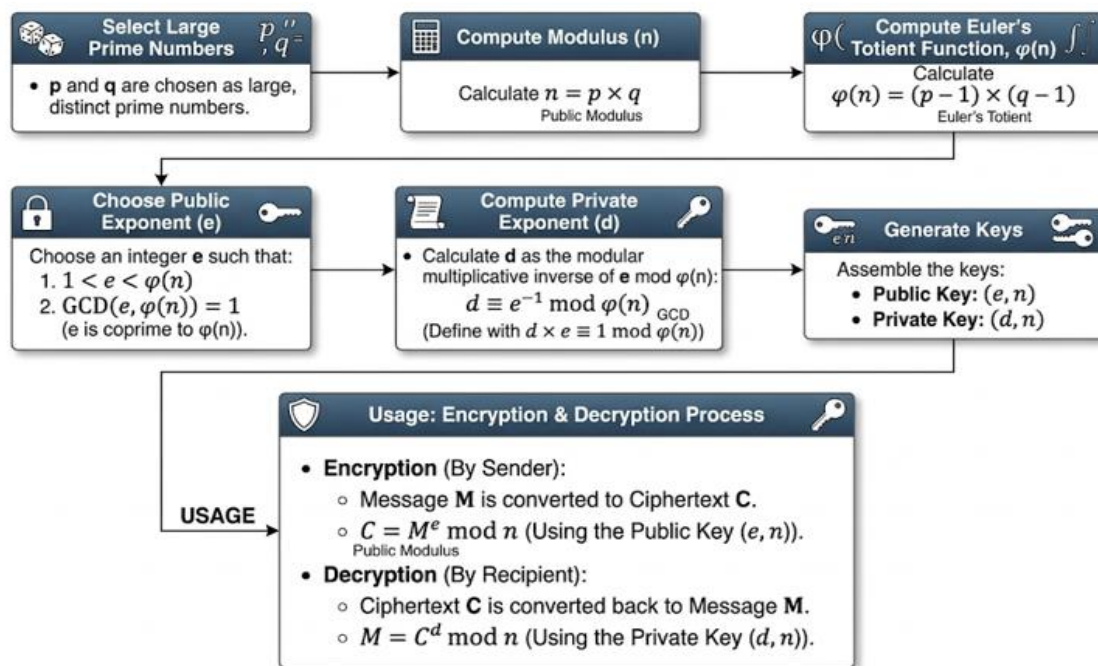 Select Large
Prime Numbers
p,q''=
• p and q are chosen as large,
distinct prime numbers.
Compute Modulus (n)
Calculate n = p × q
Public Modulus
φ(
Compute Euler's
Totient Function, φ(n)
∫
Calculate
φ(n) = (p − 1) × (q − 1)
Euler's Totient
Choose Public
Exponent (e)
Choose an integer e such that:
1. 1 < e < φ(n)
2. GCD(e, φ(n)) = 1
(e is coprime to φ(n)).
Compute Private
Exponent (d)
• Calculate d as the modular
multiplicative inverse of e mod φ(n):
d ≡ e⁻¹ mod φ(n) GCD
(Define with d × e ≡ 1 mod φ(n))
e n
Generate Keys
Assemble the keys:
• Public Key: (e, n)
• Private Key: (d, n)
USAGE
Usage: Encryption & Decryption Process
• Encryption (By Sender):
○ Message M is converted to Ciphertext C.
○ C = Mᵉ mod n (Using the Public Key (e, n)).
Public Modulus
• Decryption (By Recipient):
○ Ciphertext C is converted back to Message M.
○ M = Cᵈ mod n (Using the Private Key (d, n)).